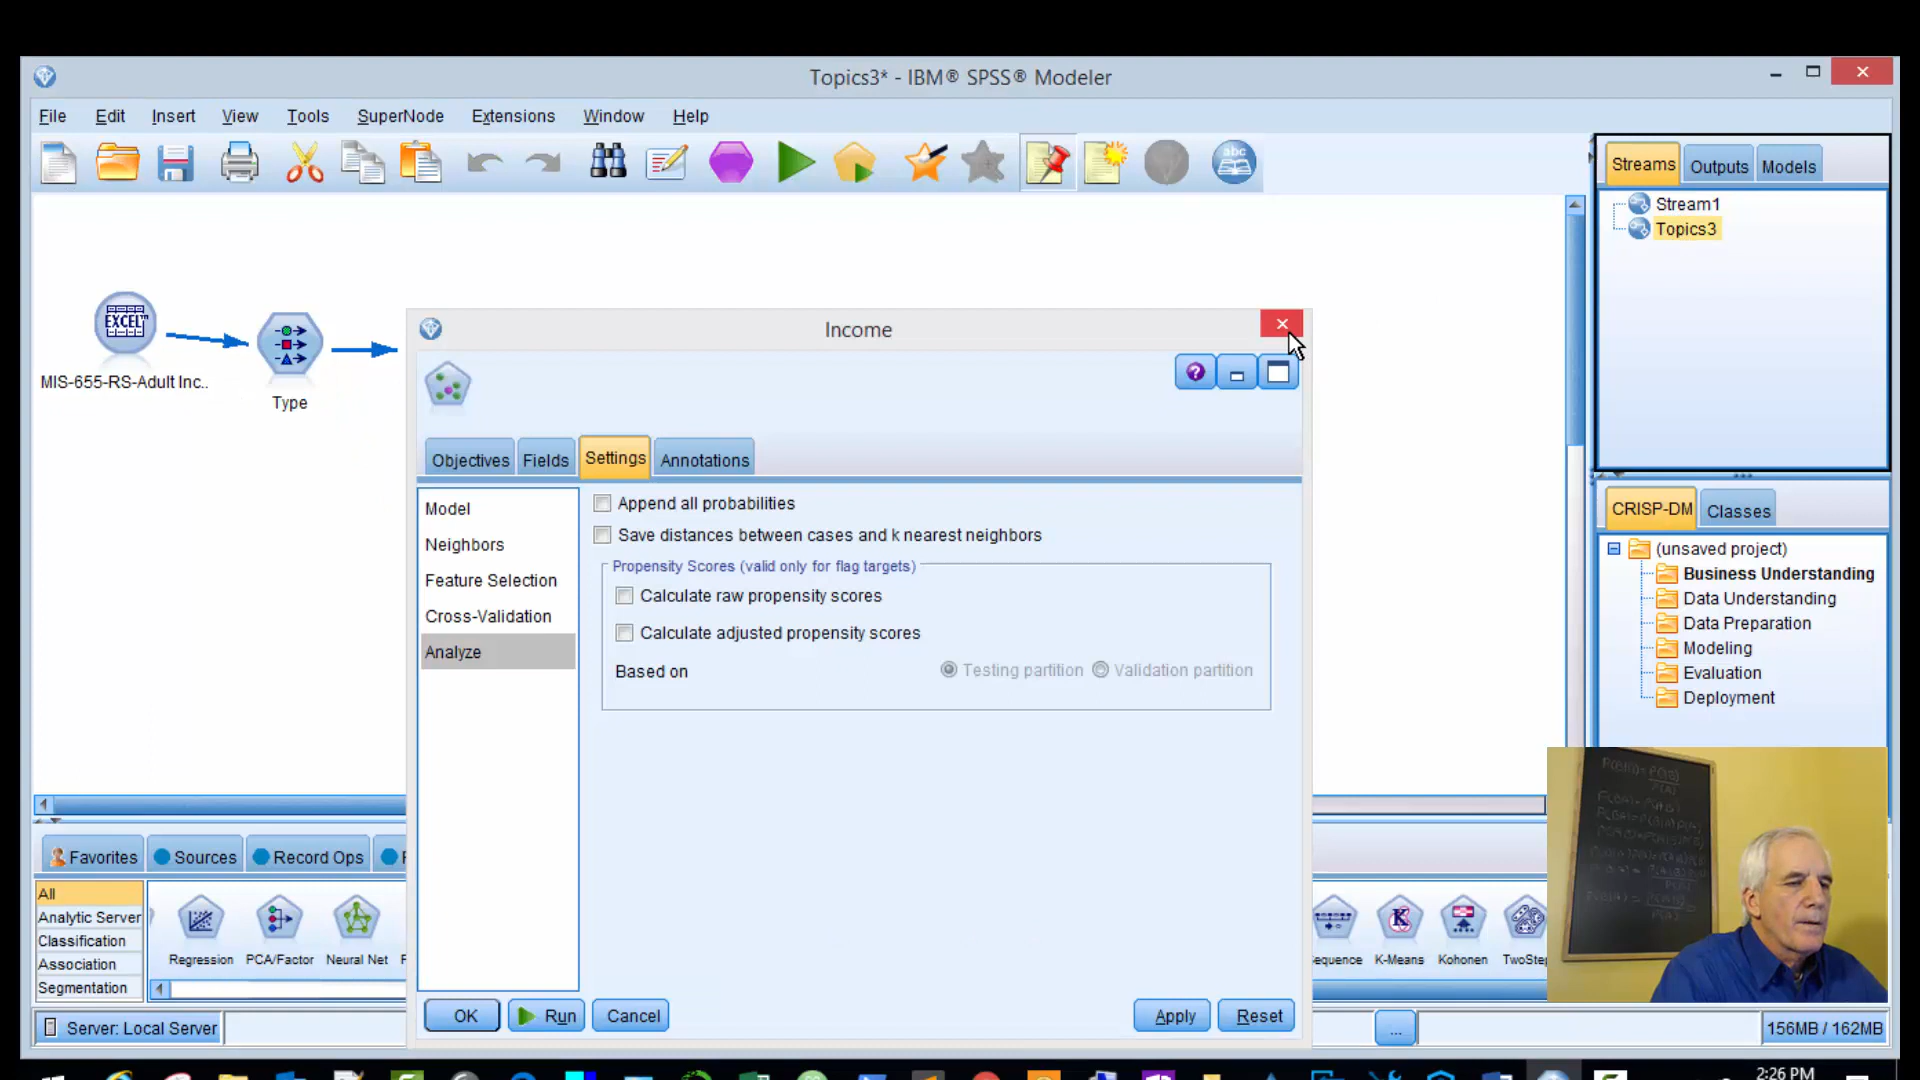 Topics3* - IBM® SPSS® Modeler
File Edit Insert View Tools SuperNode Extensions Window Help
abc
Streams Outputs Models
Stream1
Topics3
EXCEL
MIS-655-RS-Adult Inc..
Type
Income
Objectives Fields Settings Annotations
Model
Neighbors
Feature Selection
Cross-Validation
Analyze
Append all probabilities
Save distances between cases and k nearest neighbors
Propensity Scores (valid only for flag targets)
Calculate raw propensity scores
Calculate adjusted propensity scores
Based on Testing partition Validation partition
OK Run Cancel Apply Reset
CRISP-DM Classes
(unsaved project)
Business Understanding
Data Understanding
Data Preparation
Modeling
Evaluation
Deployment
Favorites Sources Record Ops
All
Analytic Server
Classification
Association
Segmentation
Regression PCA/Factor Neural Net
K-Means Kohonen
Server: Local Server
... 156MB / 162MB
2:26 PM